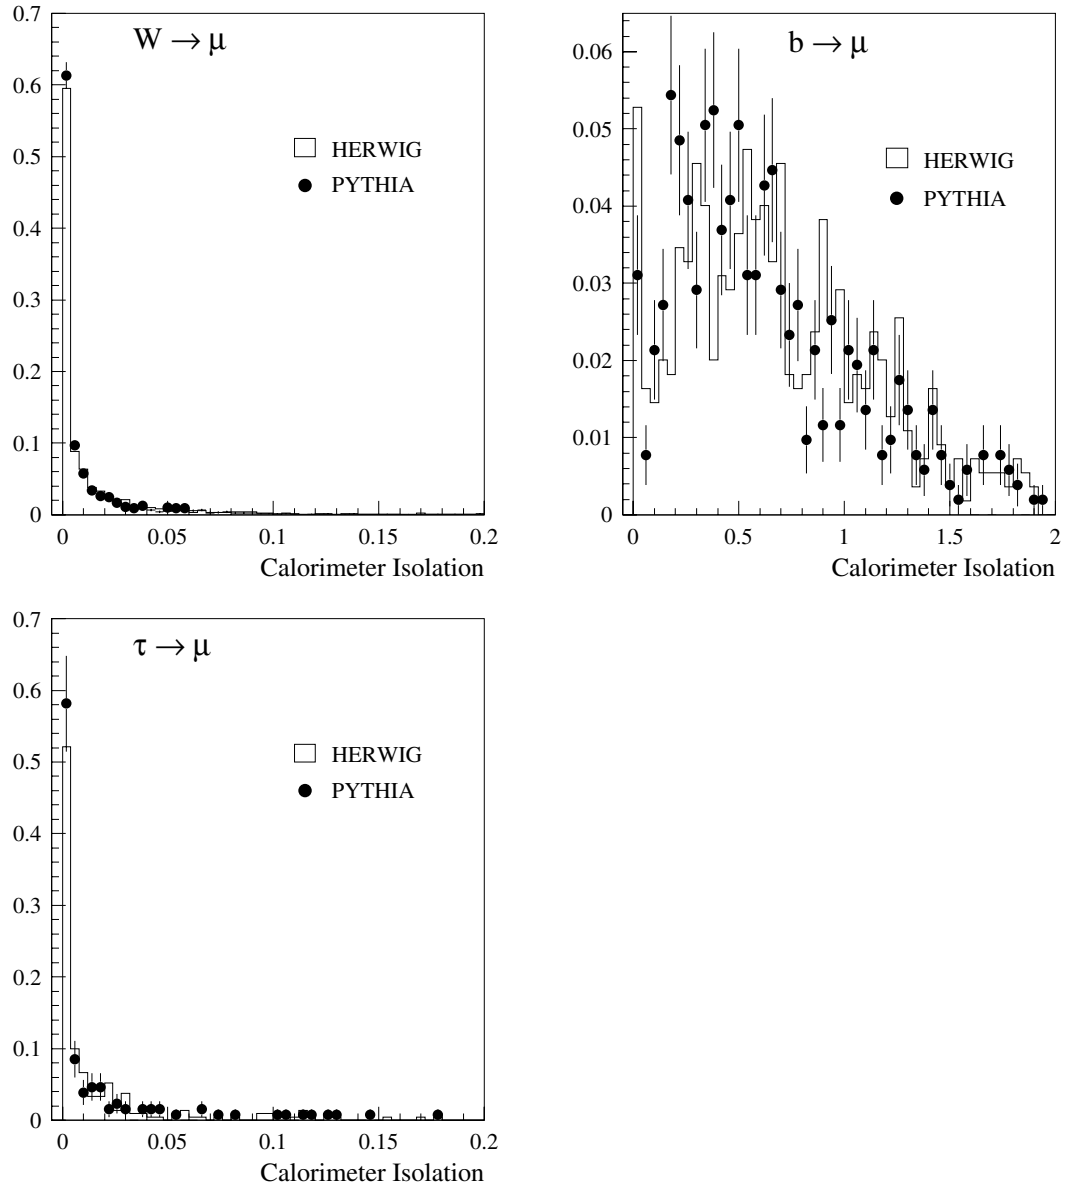 W → μ
HERWIG
PYTHIA
0.7
0.6
0.5
0.4
0.3
0.2
0.1
0
0 0.05 0.1 0.15 0.2
Calorimeter Isolation
b → μ
HERWIG
PYTHIA
0.06
0.05
0.04
0.03
0.02
0.01
0
0 0.5 1 1.5 2
Calorimeter Isolation
τ → μ
HERWIG
PYTHIA
0.7
0.6
0.5
0.4
0.3
0.2
0.1
0
0 0.05 0.1 0.15 0.2
Calorimeter Isolation